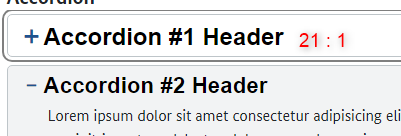 Accordion
+ Accordion #1 Header 21 : 1
− Accordion #2 Header
Lorem ipsum dolor sit amet consectetur adipisicing eli